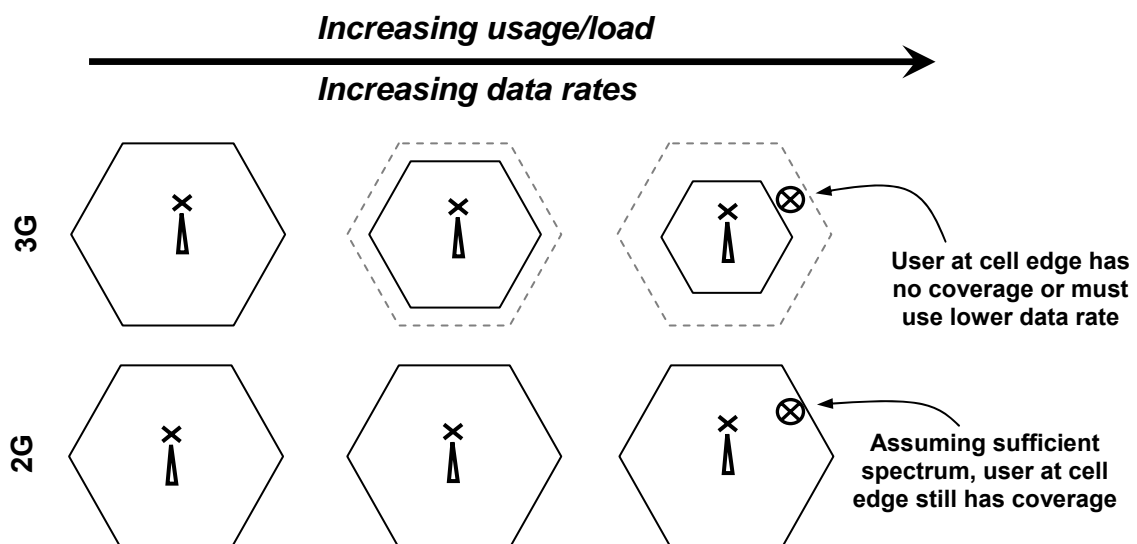 Increasing usage/load
Increasing data rates
3G
User at cell edge has
no coverage or must
use lower data rate
2G
Assuming sufficient
spectrum, user at cell
edge still has coverage